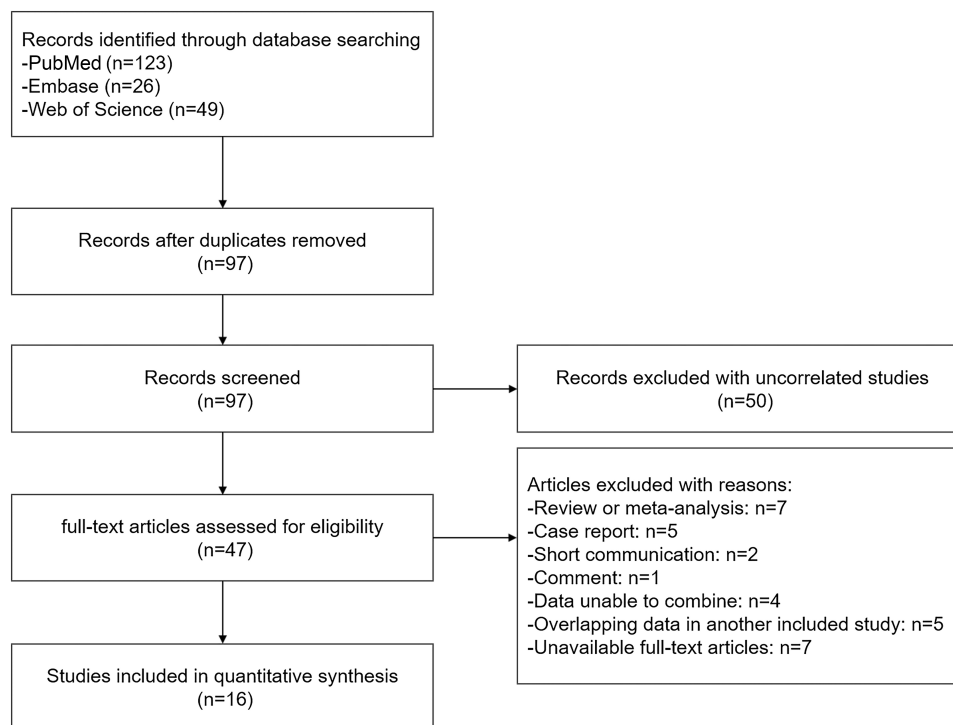 Records identified through database searching
-PubMed (n=123)
-Embase (n=26)
-Web of Science (n=49)
Records after duplicates removed
(n=97)
Records screened
(n=97)
Records excluded with uncorrelated studies
(n=50)
full-text articles assessed for eligibility
(n=47)
Articles excluded with reasons:
-Review or meta-analysis: n=7
-Case report: n=5
-Short communication: n=2
-Comment: n=1
-Data unable to combine: n=4
-Overlapping data in another included study: n=5
-Unavailable full-text articles: n=7
Studies included in quantitative synthesis
(n=16)